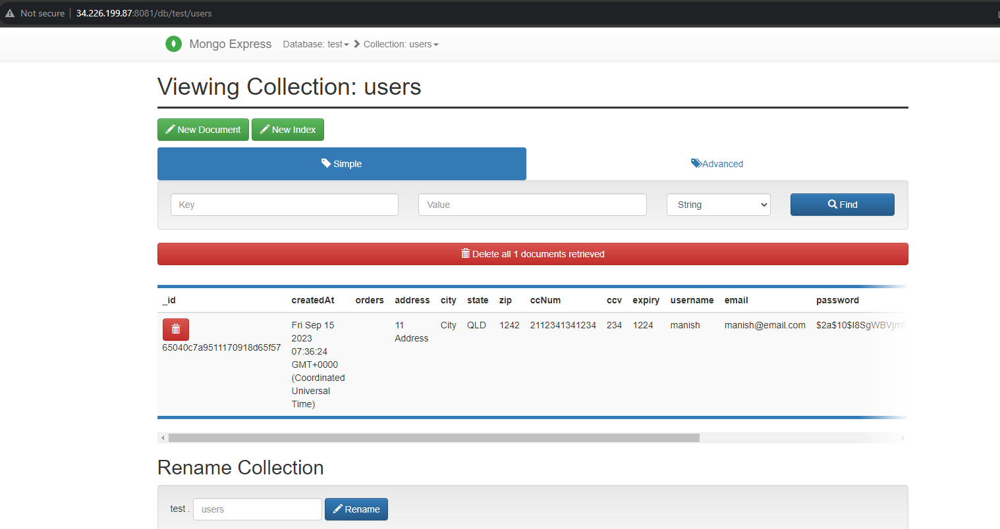 Not secure 34.226.199.87:8081/db/test/users
Mongo Express Database: test Collection: users
Viewing Collection: users
New Document New Index
Simple Advanced
Key Value String Find
Delete all 1 documents retrieved
_id createdAt orders address city state zip ccNum ccv expiry username email password
65040c7a9511170918d65f57
Fri Sep 15
2023
07:36:24
GMT+0000
(Coordinated
Universal
Time)
11
Address
City QLD 1242 2112341341234 234 1224 manish manish@email.com
Rename Collection
test . users Rename